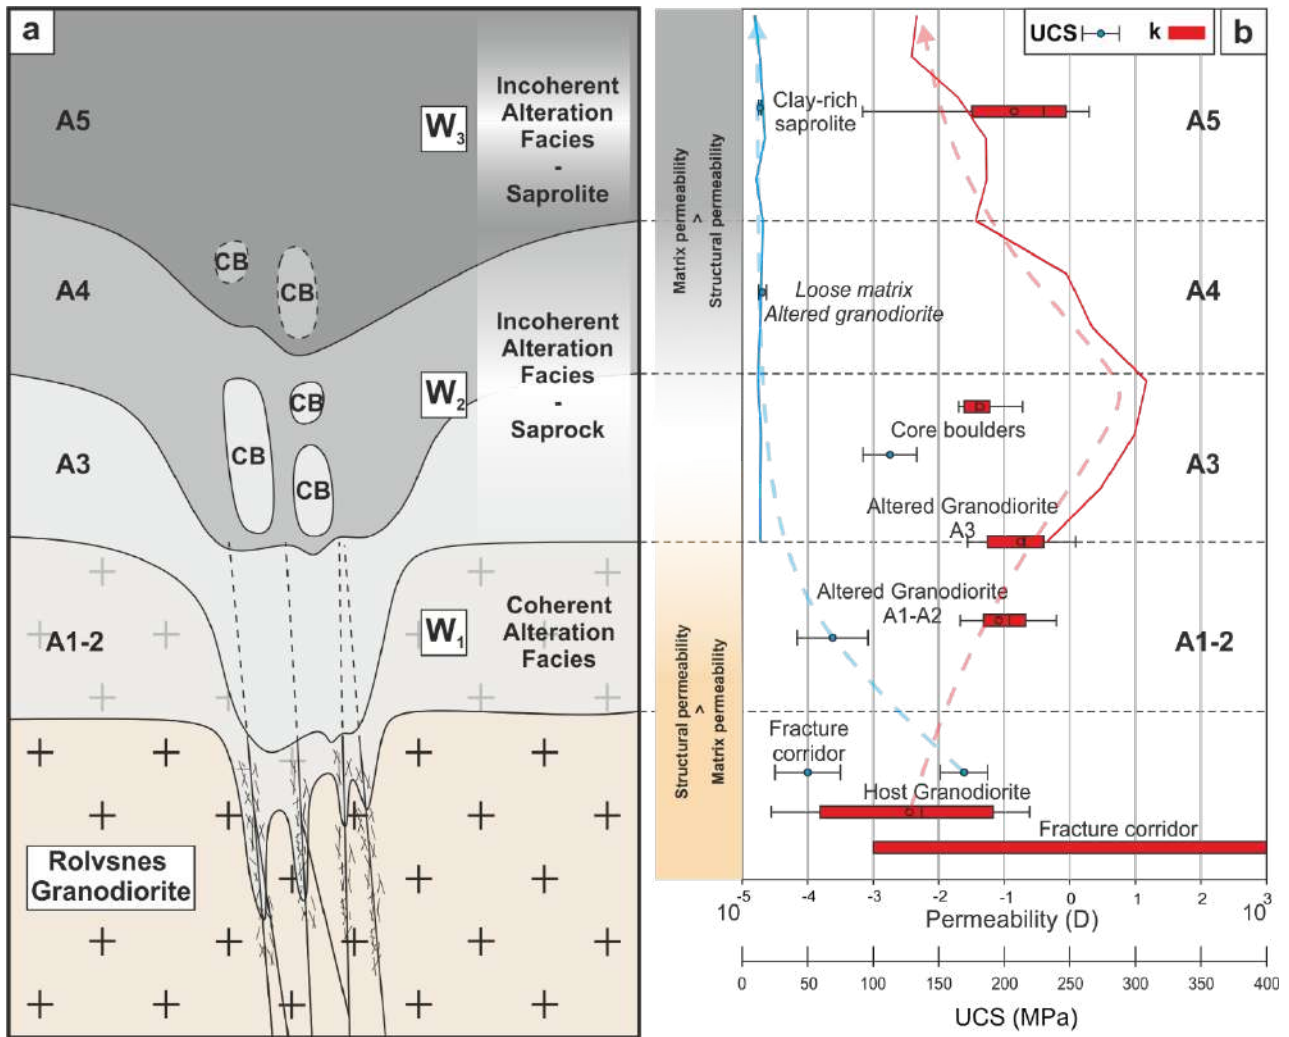 a
A5
W3
Incoherent
Alteration
Facies
-
Saprolite
CB
CB
A4
Incoherent
Alteration
Facies
-
Saprock
W2
CB
CB
CB
A3
A1-2
W1
Coherent
Alteration
Facies
Rolvsnes
Granodiorite
UCS
k
b
Matrix permeability
>
Structural permeability
Structural permeability
>
Matrix permeability
Clay-rich
saprolite
A5
Loose matrix
Altered granodiorite
A4
Core boulders
A3
Altered Granodiorite
A3
Altered Granodiorite
A1-A2
A1-2
Fracture
corridor
Host Granodiorite
Fracture corridor
10-5 -4 -3 -2 -1 0 1 2 103
Permeability (D)
0 50 100 150 200 300 350 400
UCS (MPa)